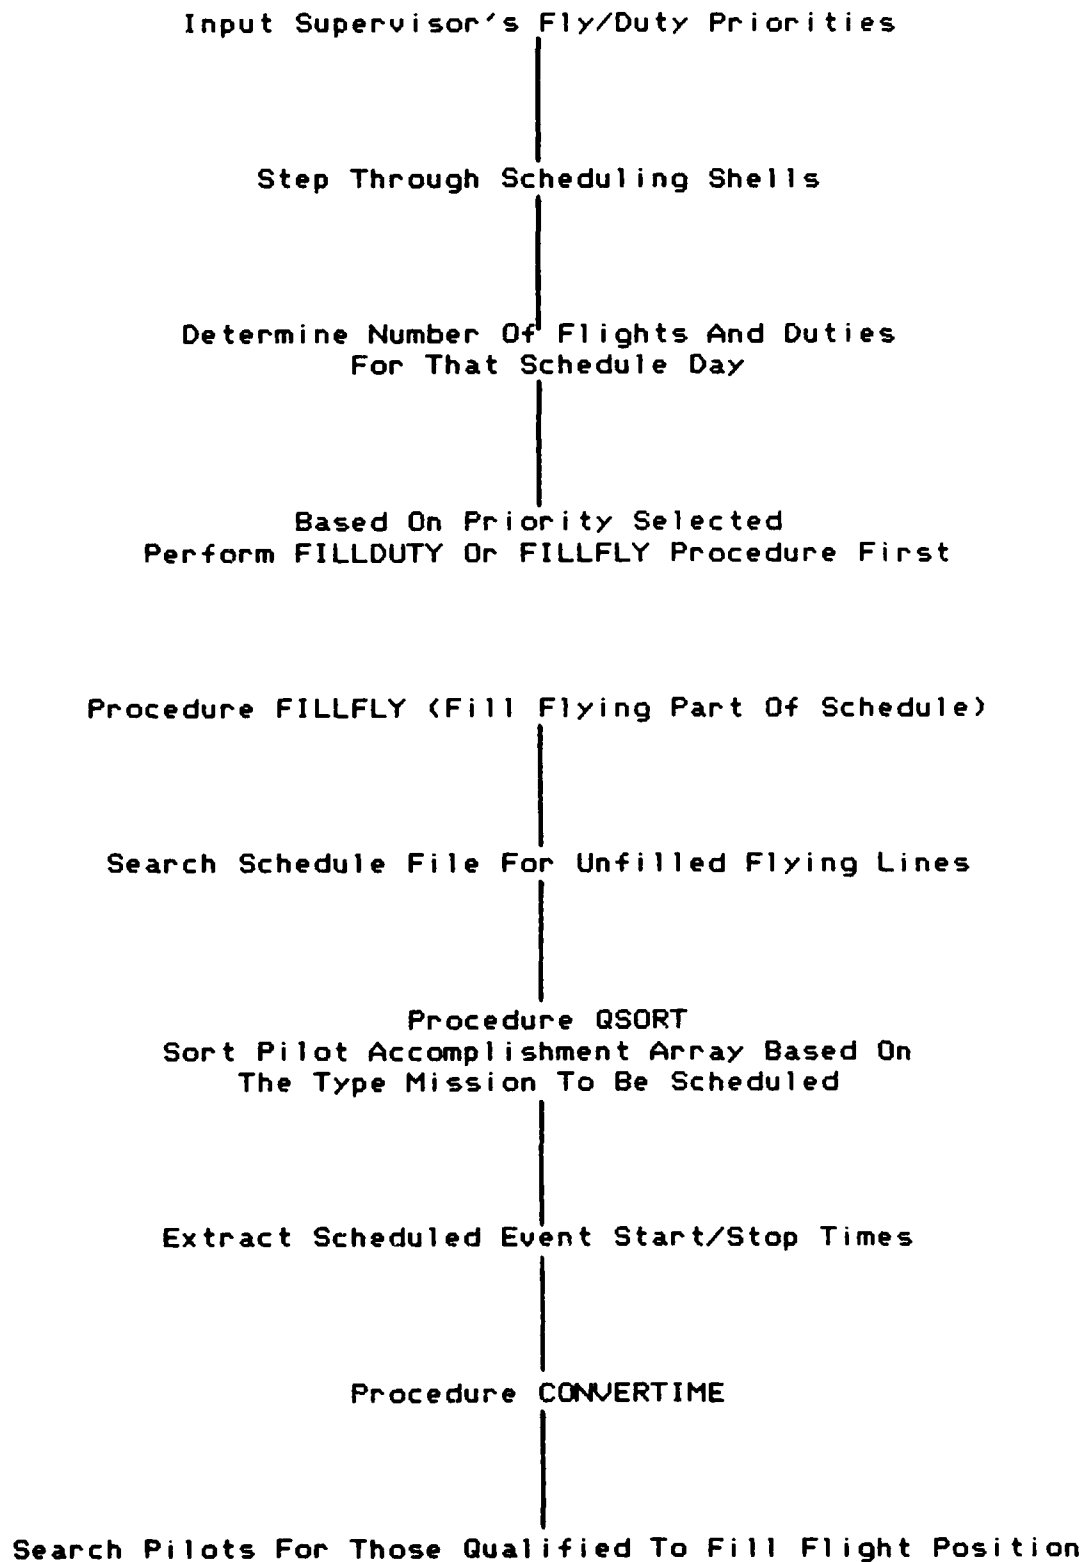 Input Supervisor's Fly/Duty Priorities
Step Through Scheduling Shells
Determine Number Of Flights And Duties
For That Schedule Day
Based On Priority Selected
Perform FILLDUTY Or FILLFLY Procedure First
Procedure FILLFLY (Fill Flying Part Of Schedule)
Search Schedule File For Unfilled Flying Lines
Procedure QSORT
Sort Pilot Accomplishment Array Based On
The Type Mission To Be Scheduled
Extract Scheduled Event Start/Stop Times
Procedure CONVERTIME
Search Pilots For Those Qualified To Fill Flight Position